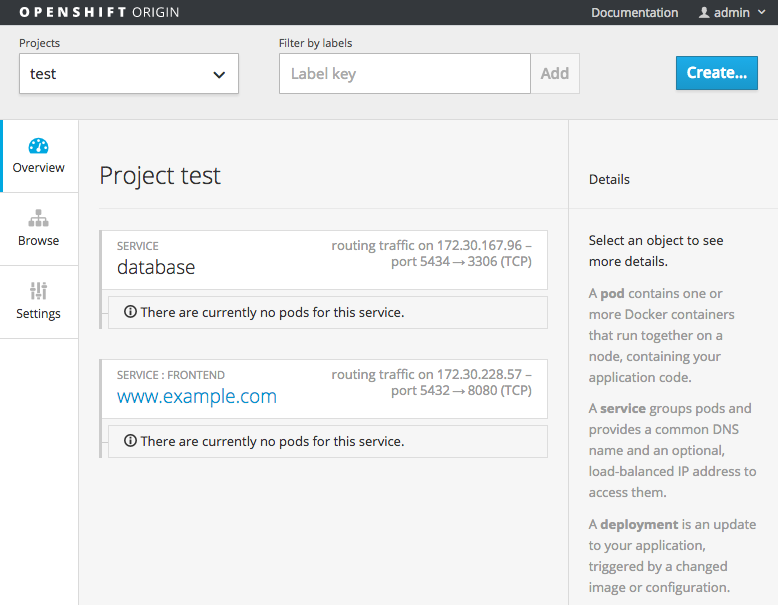 OPENSHIFT ORIGIN
Documentation
admin
Projects
Filter by labels
test
Label key
Add
Create...
Overview
Browse
Settings
Project test
SERVICE
database
routing traffic on 172.30.167.96 –
port 5434 → 3306 (TCP)
There are currently no pods for this service.
SERVICE : FRONTEND
www.example.com
routing traffic on 172.30.228.57 –
port 5432 → 8080 (TCP)
There are currently no pods for this service.
Details
Select an object to see
more details.
A pod contains one or
more Docker containers
that run together on a
node, containing your
application code.
A service groups pods and
provides a common DNS
name and an optional,
load-balanced IP address to
access them.
A deployment is an update
to your application,
triggered by a changed
image or configuration.